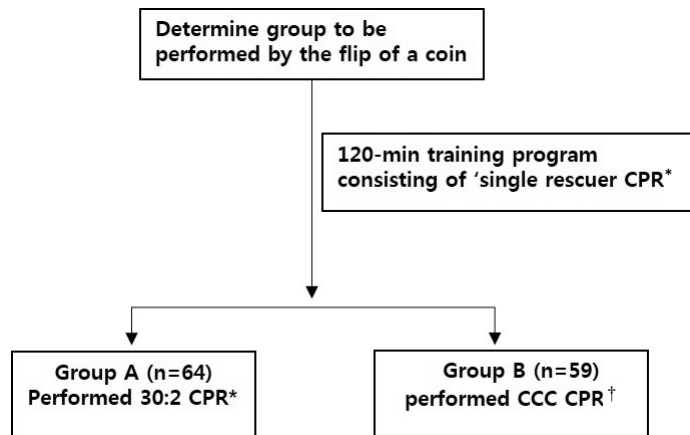 Determine group to be
performed by the flip of a coin
120-min training program
consisting of ‘single rescuer CPR*
Group A (n=64)
Performed 30:2 CPR*
Group B (n=59)
performed CCC CPR†